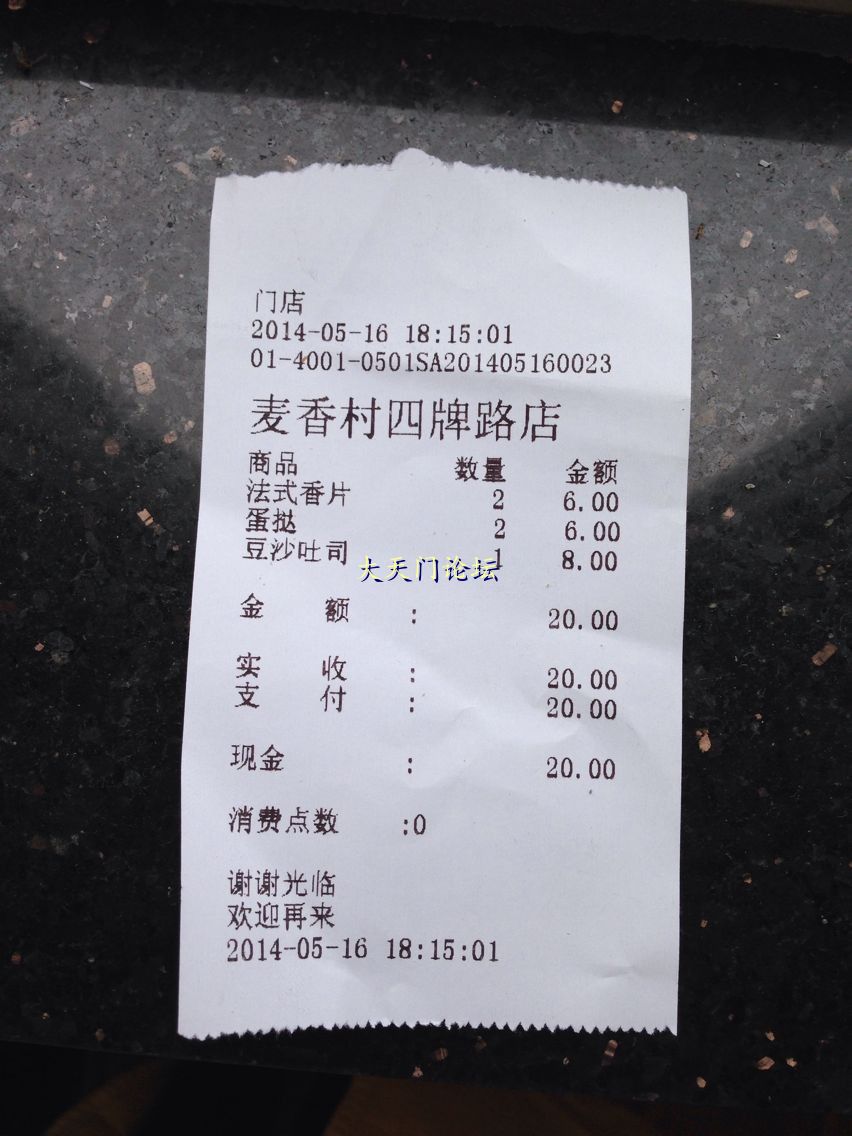 门店
2014-05-16 18:15:01
01-4001-0501SA201405160023
麦香村四牌路店
商品 数量 金额
法式香片 2 6.00
蛋挞 2 6.00
豆沙吐司 1 8.00
大天门论坛
金 额 : 20.00
实 收 : 20.00
支 付 : 20.00
现金 : 20.00
消费点数 :0
谢谢光临
欢迎再来
2014-05-16 18:15:01